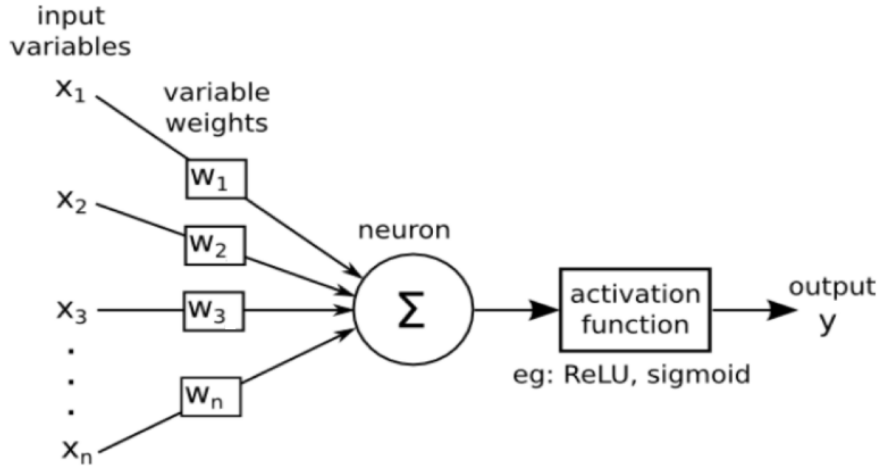 input
variables
x₁
variable
weights
w₁
x₂
w₂
neuron
x₃
w₃
Σ
activation
function
output
y
eg: ReLU, sigmoid
.
.
.
wₙ
xₙ